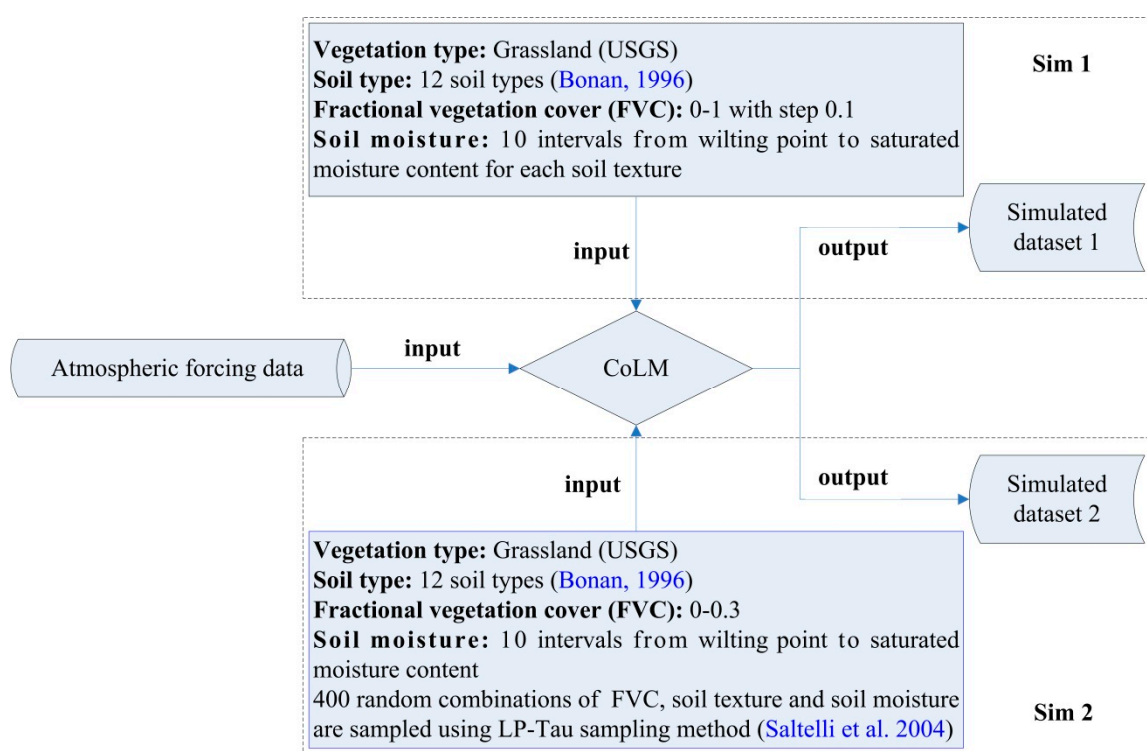 Vegetation type: Grassland (USGS)
Soil type: 12 soil types (Bonan, 1996)
Fractional vegetation cover (FVC): 0-1 with step 0.1
Soil moisture: 10 intervals from wilting point to saturated
moisture content for each soil texture
Sim 1
Simulated
dataset 1
input
output
Atmospheric forcing data
input
CoLM
input
output
Simulated
dataset 2
Vegetation type: Grassland (USGS)
Soil type: 12 soil types (Bonan, 1996)
Fractional vegetation cover (FVC): 0-0.3
Soil moisture: 10 intervals from wilting point to saturated
moisture content
400 random combinations of FVC, soil texture and soil moisture
are sampled using LP-Tau sampling method (Saltelli et al. 2004)
Sim 2